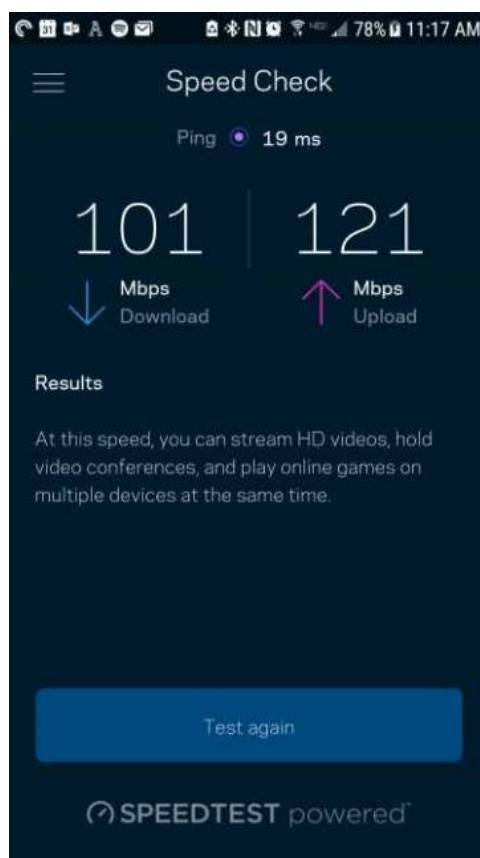 78% 11:17 AM
Speed Check
Ping 19 ms
101 121
Mbps Mbps
Download Upload
Results
At this speed, you can stream HD videos, hold
video conferences, and play online games on
multiple devices at the same time.
Test again
SPEEDTEST powered